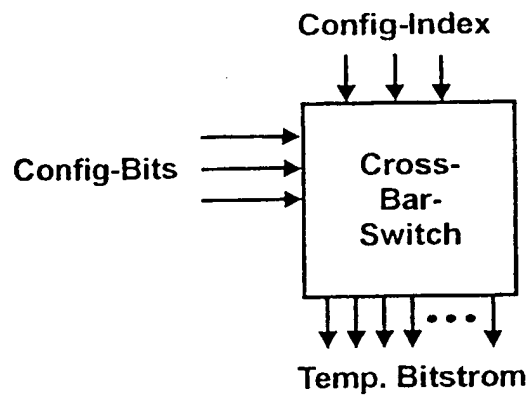 Config-Index
Config-Bits
Cross-
Bar-
Switch
Temp. Bitstrom